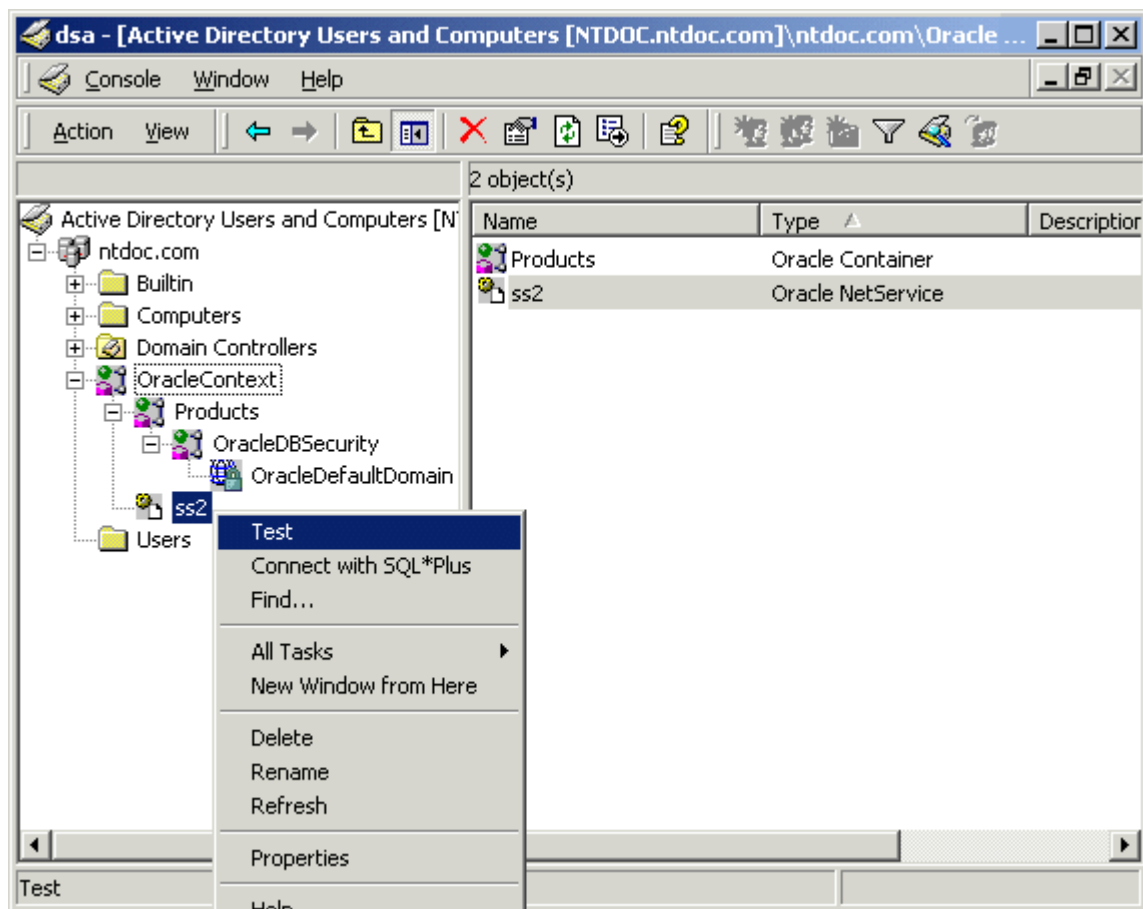 dsa - [Active Directory Users and Computers [NTDOC.ntdoc.com]\ntdoc.com\Oracle ...
Console Window Help
Action View
2 object(s)
Active Directory Users and Computers [N
Name Type Description
ntdoc.com
Products Oracle Container
Builtin
ss2 Oracle NetService
Computers
Domain Controllers
OracleContext
Products
OracleDBSecurity
OracleDefaultDomain
ss2
Users
Test
Connect with SQL*Plus
Find...
All Tasks
New Window from Here
Delete
Rename
Refresh
Properties
Help
Test